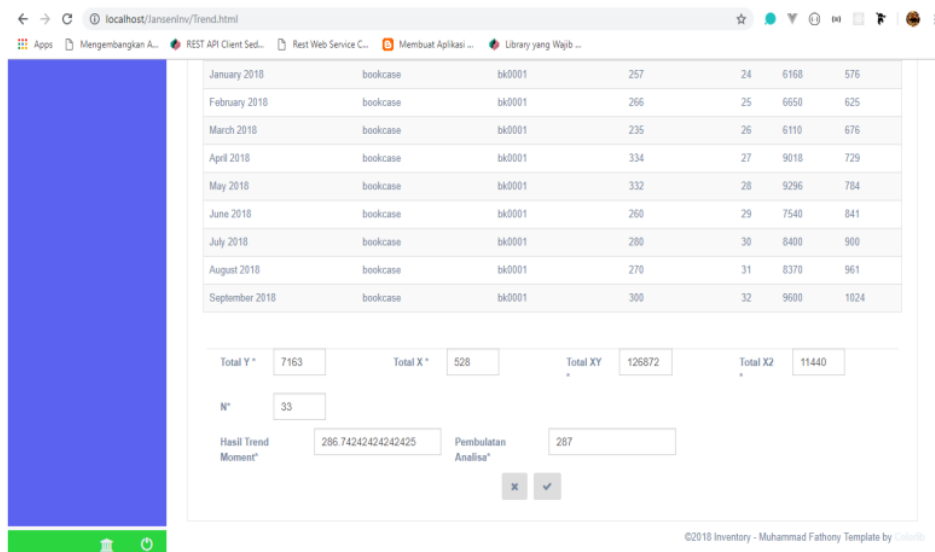 localhost/JansenInv/Trend.html
Apps Mengembangkan A... REST API Client Sed... Rest Web Service C... Membuat Aplikasi ... Library yang Wajib ...
January 2018 bookcase bk0001 257 24 6168 576
February 2018 bookcase bk0001 266 25 6650 625
March 2018 bookcase bk0001 235 26 6110 676
April 2018 bookcase bk0001 334 27 9018 729
May 2018 bookcase bk0001 332 28 9296 784
June 2018 bookcase bk0001 260 29 7540 841
July 2018 bookcase bk0001 280 30 8400 900
August 2018 bookcase bk0001 270 31 8370 961
September 2018 bookcase bk0001 300 32 9600 1024
Total Y * 7163 Total X * 528 Total XY * 126872 Total X2 * 11440
N* 33
Hasil Trend Moment* 286.74242424242425 Pembulatan Analisa* 287
©2018 Inventory - Muhammad Fathony Template by Colorlib